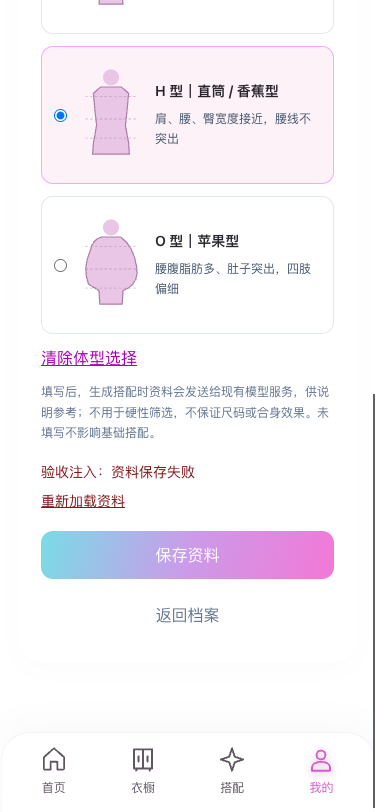 H 型｜直筒 / 香蕉型
肩、腰、臀宽度接近，腰线不
突出
O 型｜苹果型
腰腹脂肪多、肚子突出，四肢
偏细
清除体型选择
填写后，生成搭配时资料会发送给现有模型服务，供说
明参考；不用于硬性筛选，不保证尺码或合身效果。未
填写不影响基础搭配。
验收注入：资料保存失败
重新加载资料
保存资料
返回档案
首页
衣橱
搭配
我的